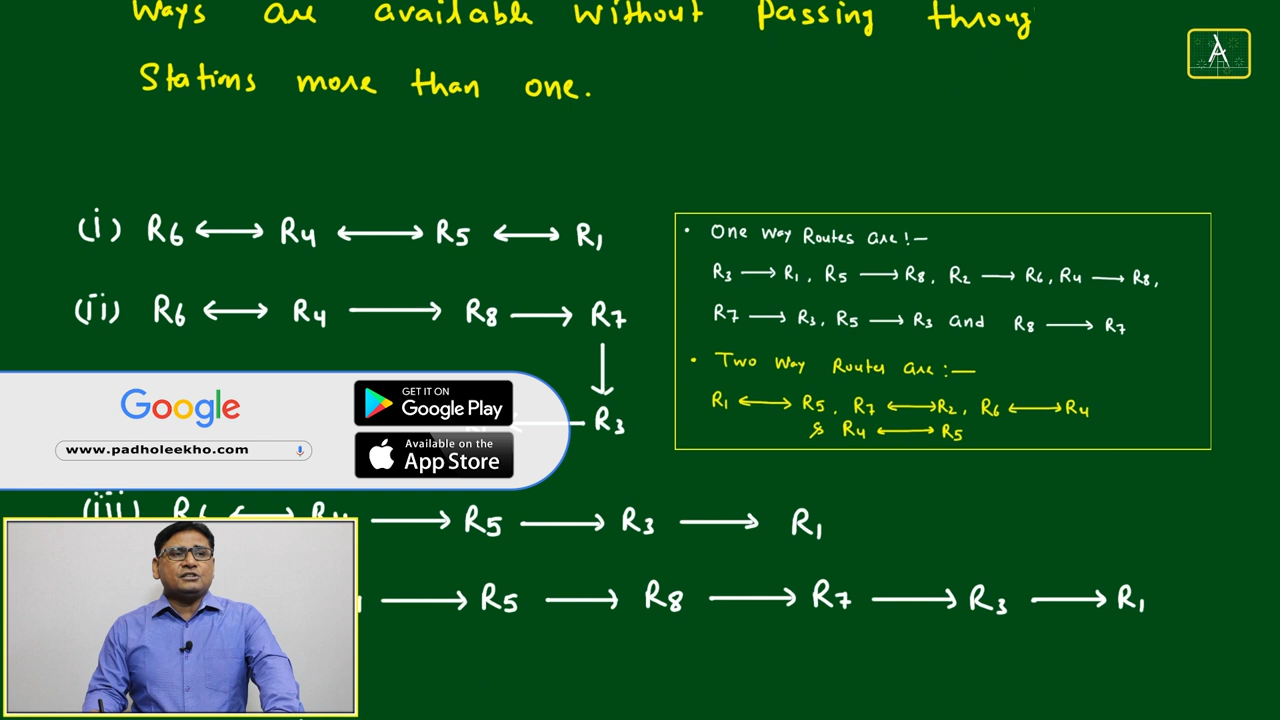 Ways are available without passing throug
Stations more than one.
(i) R6 ⟷ R4 ⟷ R5 ⟷ R1
(ii) R6 ⟷ R4 ⟶ R8 ⟶ R7
R3
(iii) R6 ⟷ R4 ⟶ R5 ⟶ R3 ⟶ R1
⟶ R5 ⟶ R8 ⟶ R7 ⟶ R3 ⟶ R1
• One Way Routes are:-
R3 ⟶ R1, R5 ⟶ R8, R2 ⟶ R6, R4 ⟶ R8,
R7 ⟶ R3, R5 ⟶ R3 and R8 ⟶ R7
• Two Way Routes are:-
R1 ⟷ R5, R7 ⟷ R2, R6 ⟷ R4
& R4 ⟷ R5
Google
www.padholeekho.com
GET IT ON
Google Play
Available on the
App Store